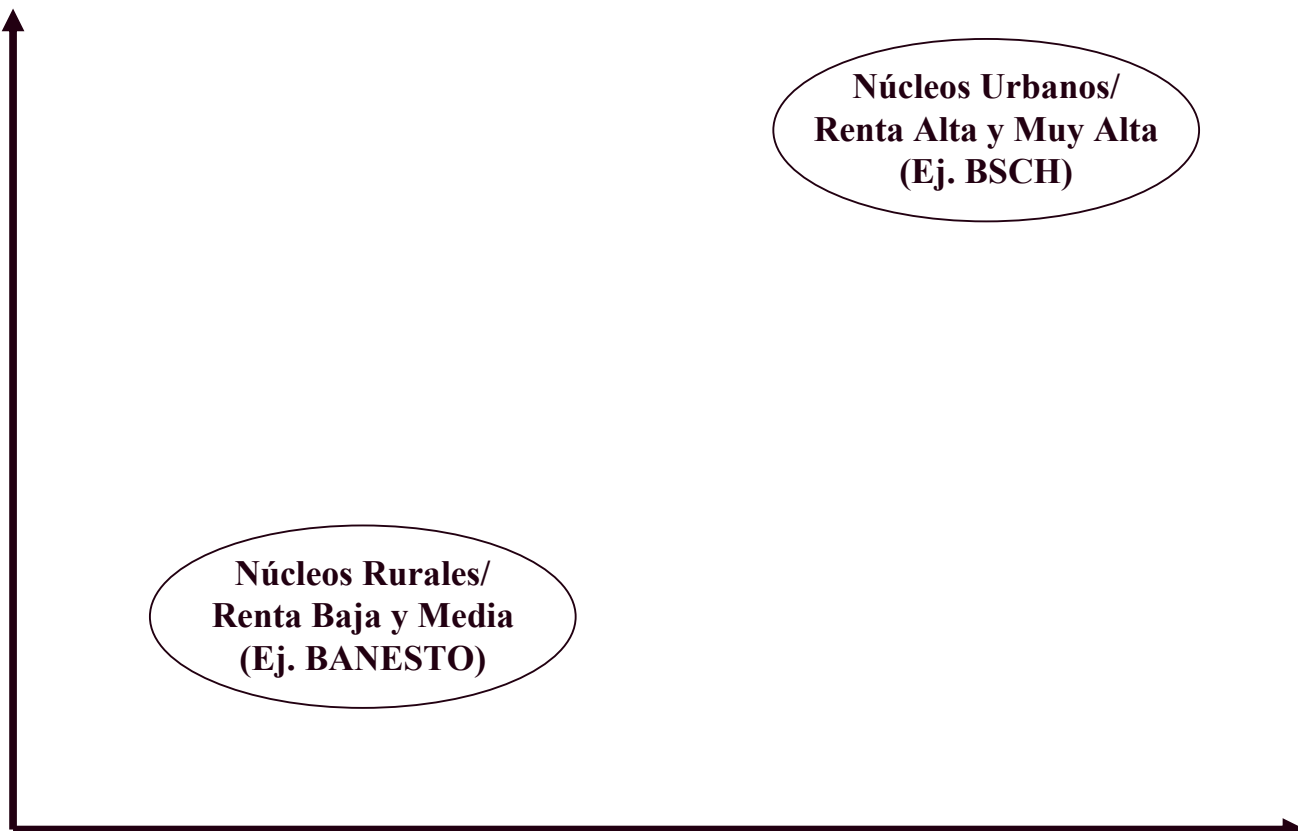 Núcleos Urbanos/
Renta Alta y Muy Alta
(Ej. BSCH)
Núcleos Rurales/
Renta Baja y Media
(Ej. BANESTO)